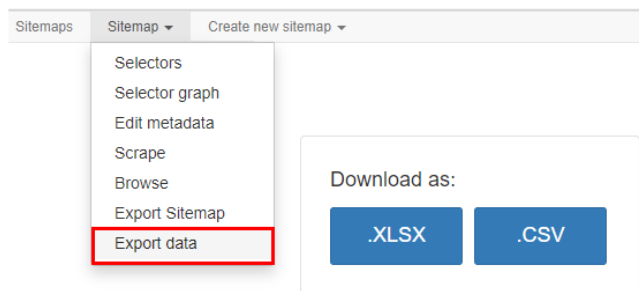 Sitemaps Sitemap Create new sitemap
Selectors
Selector graph
Edit metadata
Scrape
Browse
Export Sitemap
Export data
Download as:
.XLSX .CSV